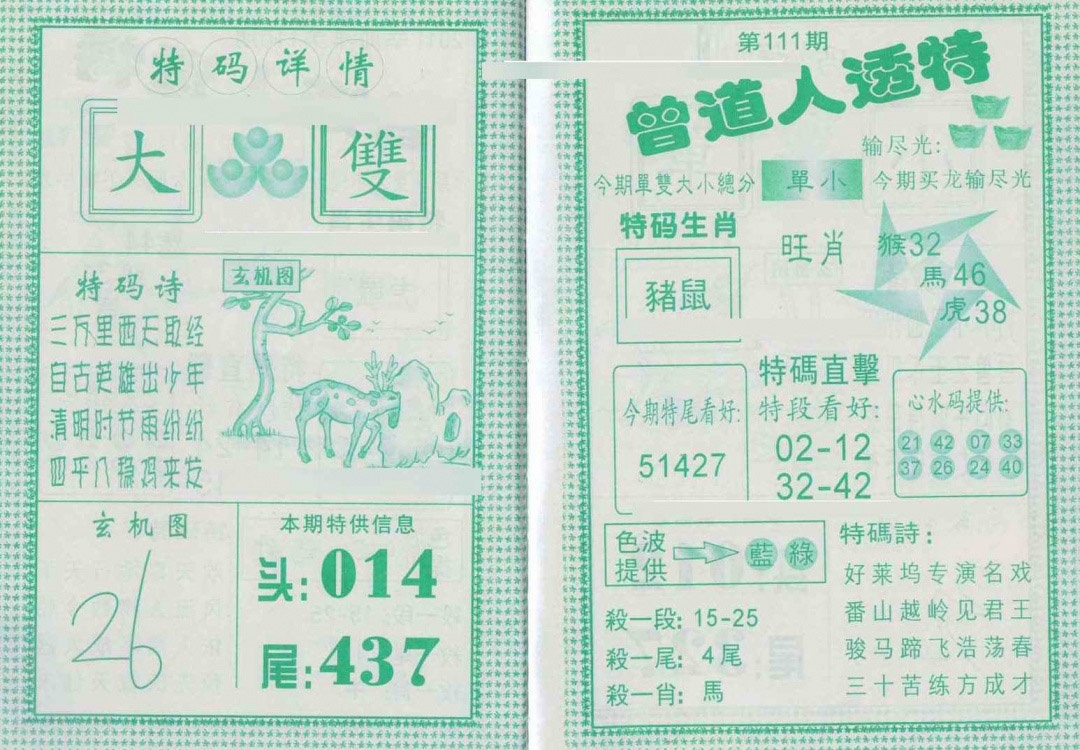 特码详情
大 雙
特码诗
三万里西天取经
自古英雄出少年
清明时节雨纷纷
四平八稳鸡来发
玄机图
玄机图
26
本期特供信息
头:014
尾:437
第111期
曾道人透特
输尽光:
今期买龙输尽光
今期單雙大小總分 單小
特码生肖
豬鼠
旺肖
猴32
馬46
虎38
今期特尾看好:
51427
特碼直擊
特段看好:
02-12
32-42
心水码提供:
21 42 07 33
37 26 24 40
色波提供 藍 綠
殺一段: 15-25
殺一尾: 4尾
殺一肖: 馬
特碼詩:
好莱坞专演名戏
番山越岭见君王
骏马蹄飞浩荡春
三十苦练方成才